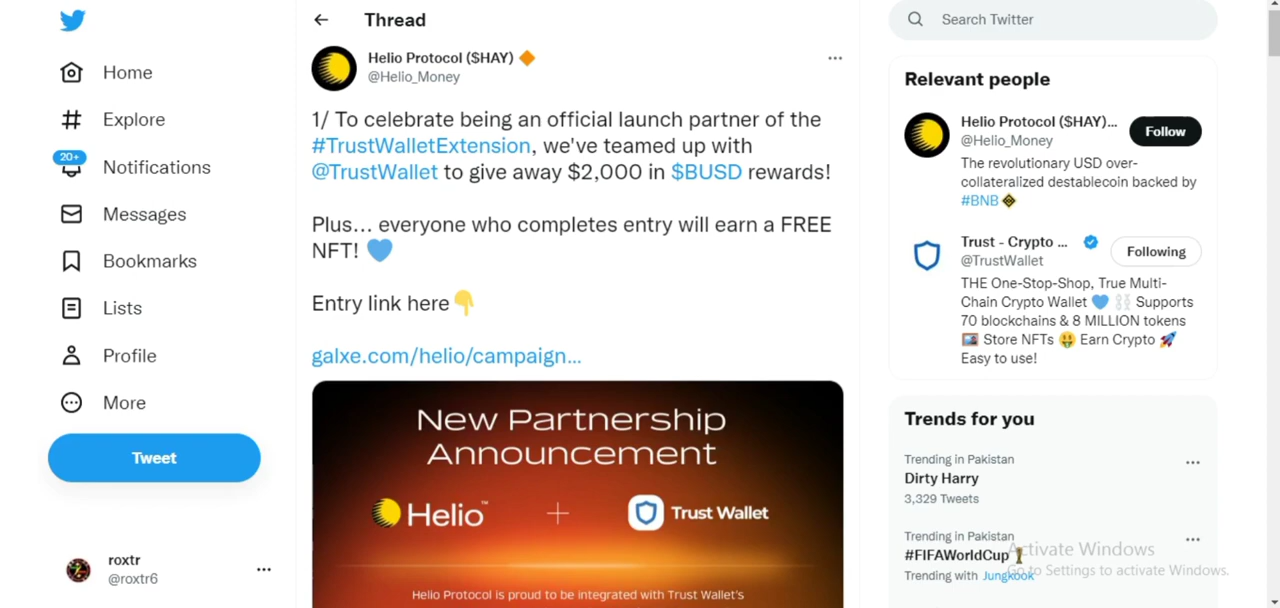 Home
Explore
20+
Notifications
Messages
Bookmarks
Lists
Profile
More
Tweet
roxtr
@roxtr6
Thread
Helio Protocol ($HAY) 🔶
@Helio_Money
1/ To celebrate being an official launch partner of the
#TrustWalletExtension, we've teamed up with
@TrustWallet to give away $2,000 in $BUSD rewards!
Plus... everyone who completes entry will earn a FREE
NFT! 💙
Entry link here👇
galxe.com/helio/campaign...
New Partnership
Announcement
Helio™ + Trust Wallet
Helio Protocol is proud to be integrated with Trust Wallet's
Search Twitter
Relevant people
Helio Protocol ($HAY)...
@Helio_Money
Follow
The revolutionary USD over-
collateralized destablecoin backed by
#BNB
Trust - Crypto ...
@TrustWallet
Following
THE One-Stop-Shop, True Multi-
Chain Crypto Wallet 💙 ⛓ Supports
70 blockchains & 8 MILLION tokens
🖼 Store NFTs 🤑 Earn Crypto 🚀
Easy to use!
Trends for you
Trending in Pakistan
Dirty Harry
3,329 Tweets
Trending in Pakistan
#FIFAWorldCup
Trending with Jungkook
Activate Windows
Go to Settings to activate Windows.